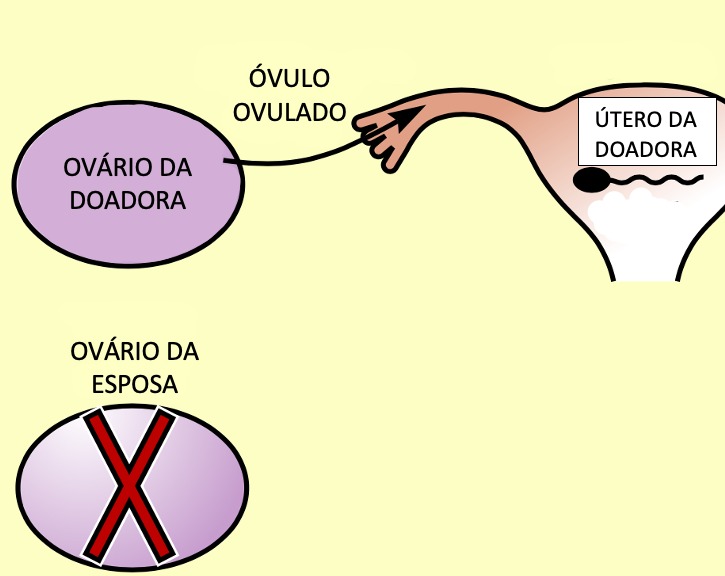 ÓVULO
OVULADO
OVÁRIO DA
DOADORA
ÚTERO DA
DOADORA
OVÁRIO DA
ESPOSA